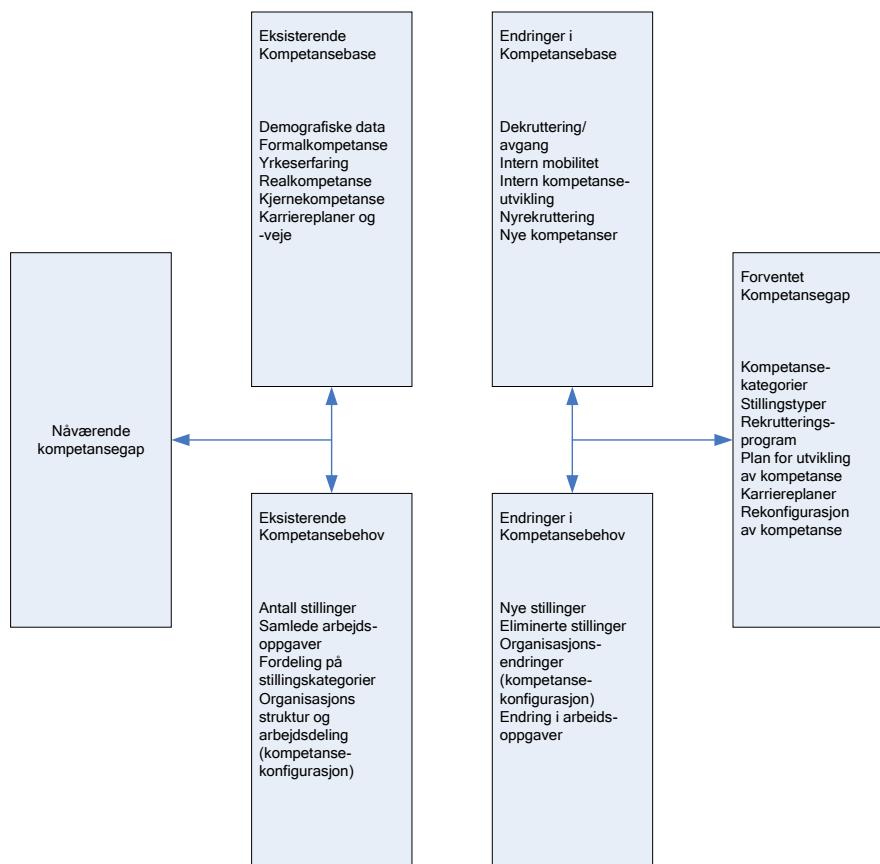 Eksisterende
Kompetansebase
Demografiske data
Formalkompetanse
Yrkeserfaring
Realkompetanse
Kjernekompetanse
Karriereplaner og
-veje
Endringer i
Kompetansebase
Dekruttering/
avgang
Intern mobilitet
Intern kompetanse-
utvikling
Nyrekruttering
Nye kompetanser
Nåværende
kompetansegap
Forventet
Kompetansegap
Kompetanse-
kategorier
Stillingstyper
Rekrutterings-
program
Plan for utvikling
av kompetanse
Karriereplaner
Rekonfigurasjon
av kompetanse
Eksisterende
Kompetansebehov
Antall stillinger
Samlede arbejds-
oppgaver
Fordeling på
stillingskategorier
Organisasjons
struktur og
arbejdsdeling
(kompetanse-
konfigurasjon)
Endringer i
Kompetansebehov
Nye stillinger
Eliminerte stillinger
Organisasjons-
endringer
(kompetanse-
konfigurasjon)
Endring i arbeids-
oppgaver